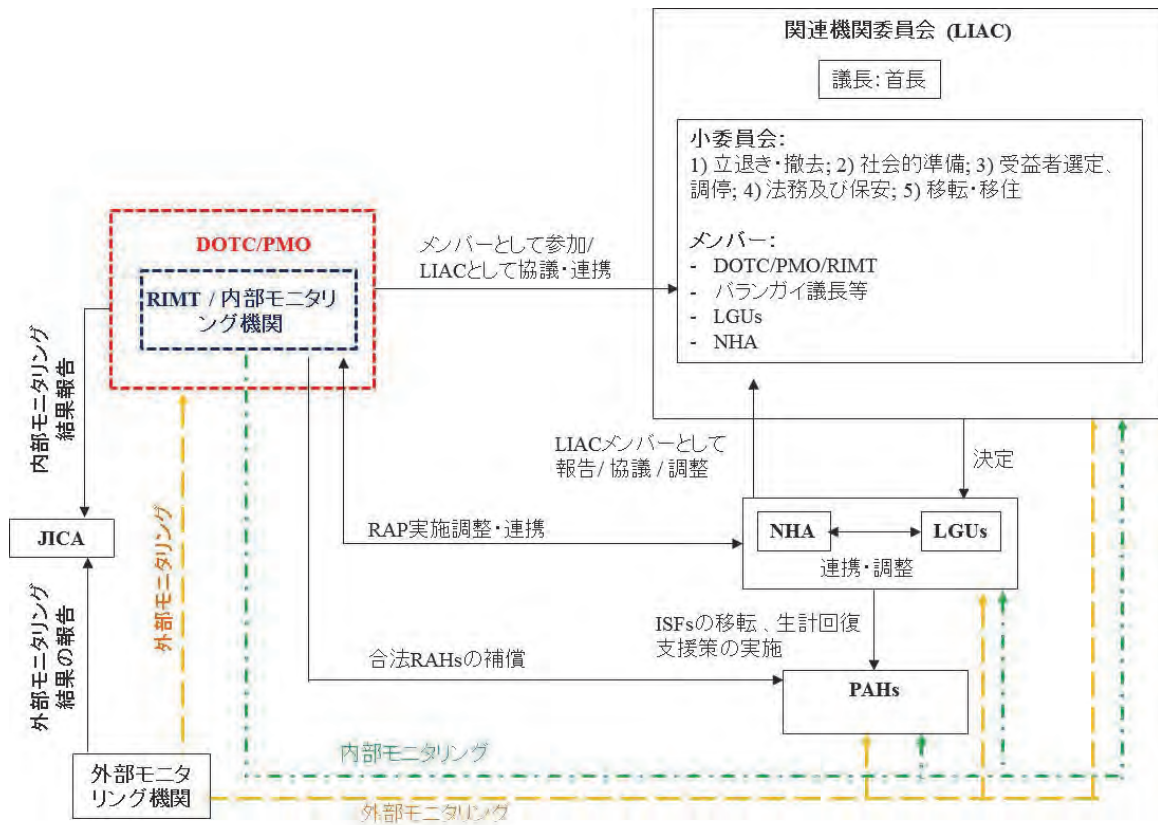 関連機関委員会 (LIAC)
議長：首長
小委員会：
1) 立退き・撤去; 2) 社会的準備; 3) 受益者選定、
調停; 4) 法務及び保安; 5) 移転・移住
メンバー：
- DOTC/PMO/RIMT
- バランガイ議長等
- LGUs
- NHA
DOTC/PMO
RIMT / 内部モニタリ
ング機関
メンバーとして参加/
LIACとして協議・連携
内部モニタリング
結果報告
LIACメンバーとして
報告/ 協議 / 調整
決定
JICA
RAP実施調整・連携
NHA
LGUs
連携・調整
外部モニタリング
外部モニタリング
結果の報告
ISFsの移転、生計回復
支援策の実施
合法RAHsの補償
PAHs
内部モニタリング
外部モニタ
リング機関
外部モニタリング